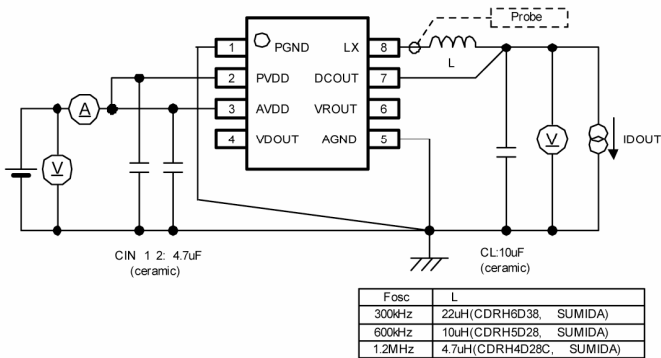 Probe
1 PGND LX 8
L
2 PVDD DCOUT 7
A
3 AVDD VROUT 6
V
4 VDOUT AGND 5
V
IDOUT
CIN 1 2: 4.7uF
(ceramic)
CL:10uF
(ceramic)
Fosc L
300kHz 22uH(CDRH6D38, SUMIDA)
600kHz 10uH(CDRH5D28, SUMIDA)
1.2MHz 4.7uH(CDRH4D28C, SUMIDA)